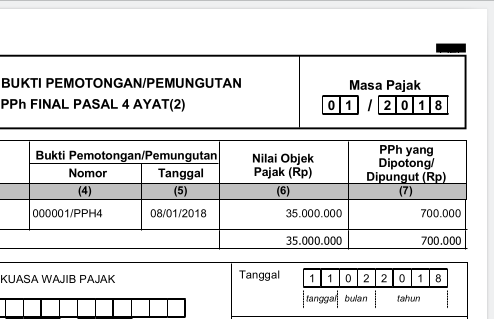 BUKTI PEMOTONGAN/PEMUNGUTAN
PPh FINAL PASAL 4 AYAT(2)
Masa Pajak
0 1 / 2 0 1 8
Bukti Pemotongan/Pemungutan
Nomor Tanggal
Nilai Objek
Pajak (Rp)
PPh yang
Dipotong/
Dipungut (Rp)
(4) (5) (6) (7)
000001/PPH4 08/01/2018 35.000.000 700.000
35.000.000 700.000
KUASA WAJIB PAJAK
Tanggal 1 1 0 2 2 0 1 8
tanggal bulan tahun